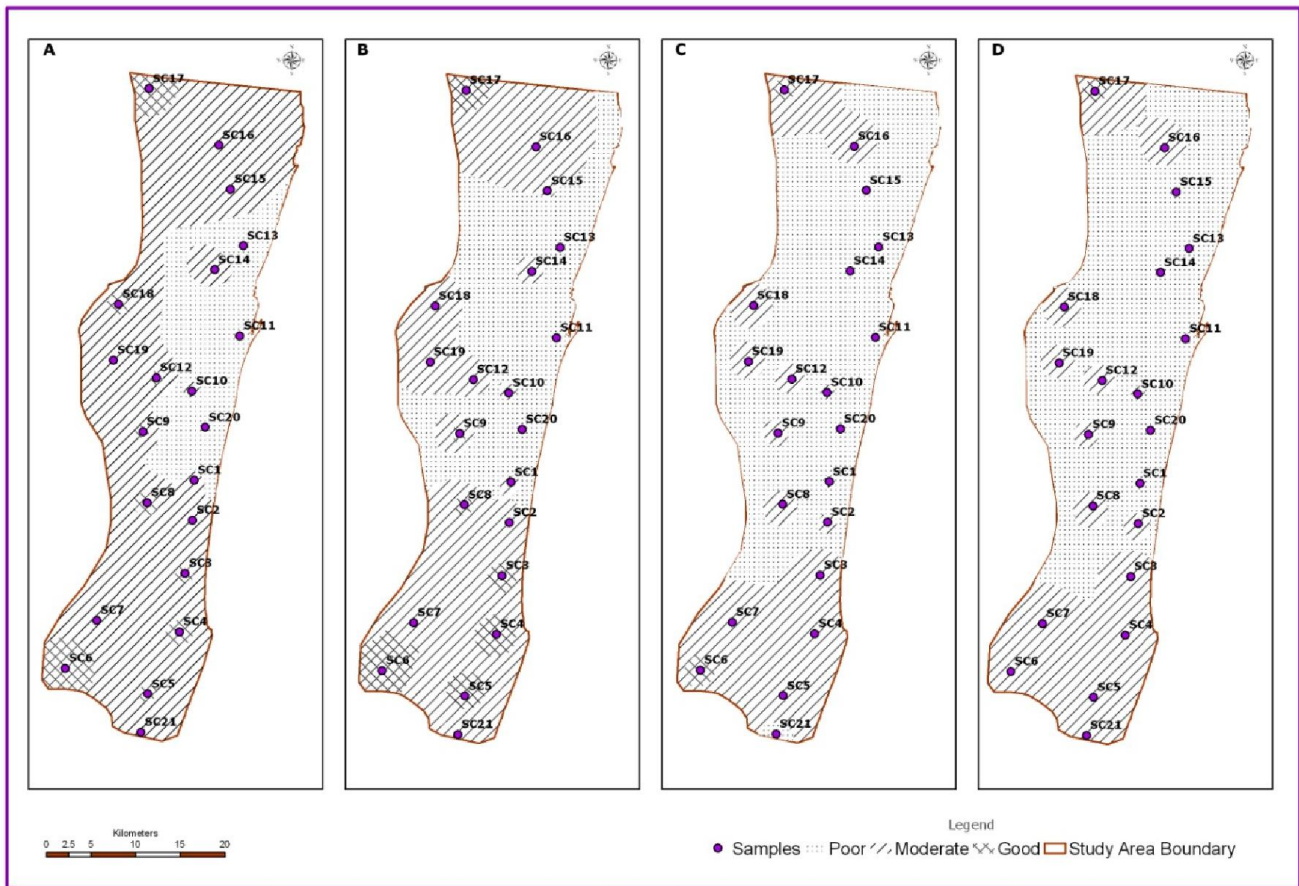 A
SC17
SC16
SC15
SC13
SC14
SC18
SC11
SC19
SC12
SC10
SC9
SC20
SC1
SC8
SC2
SC3
SC7
SC4
SC6
SC5
SC21
B
SC17
SC16
SC15
SC13
SC14
SC18
SC11
SC19
SC12
SC10
SC9
SC20
SC1
SC8
SC2
SC3
SC7
SC4
SC6
SC5
SC21
C
SC17
SC16
SC15
SC13
SC14
SC18
SC11
SC19
SC12
SC10
SC9
SC20
SC1
SC8
SC2
SC3
SC7
SC4
SC6
SC5
SC21
D
SC17
SC16
SC15
SC13
SC14
SC18
SC11
SC19
SC12
SC10
SC9
SC20
SC1
SC8
SC2
SC3
SC7
SC4
SC6
SC5
SC21
Kilometers
0 2.5 5 10 15 20
Legend
Samples Poor Moderate Good Study Area Boundary